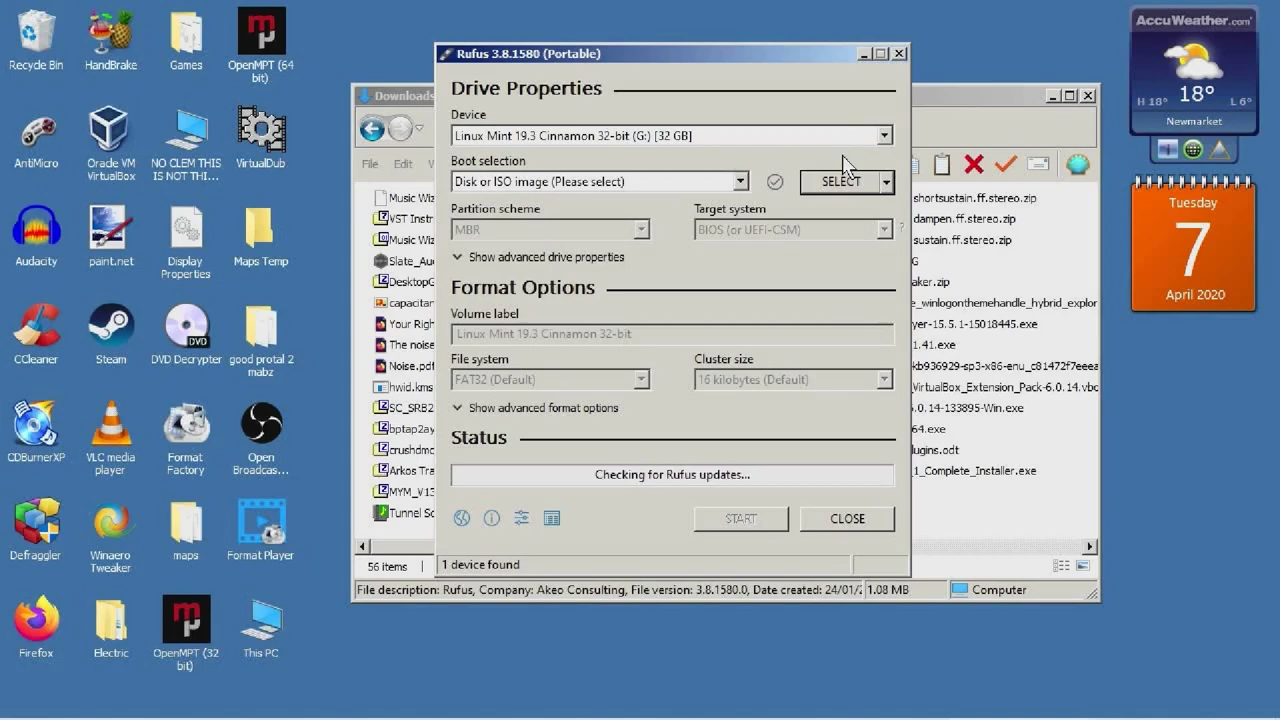 Recycle Bin
HandBrake
Games
OpenMPT (64
bit)
AntiMicro
Oracle VM
VirtualBox
NO CLEM THIS
IS NOT THI...
VirtualDub
Audacity
paint.net
Display
Properties
Maps Temp
CCleaner
Steam
DVD
DVD Decrypter
good protal 2
mabz
CDBurnerXP
VLC media
player
Format
Factory
Open
Broadcas...
Defraggler
Winaero
Tweaker
maps
Format Player
Firefox
Electric
OpenMPT (32
bit)
This PC
Downloads
File Edit
Music Wiz
VST Instr
Music Wiz
Slate_Au
DesktopG
capacitan
Your Righ
The noise
Noise.pdf
hwid.kms
SC_SRB2
bptap2ay
crushdmc
Arkos Tra
MYM_V13
Tunnel Sc
56 items
File description: Rufus, Company: Akeo Consulting, File version: 3.8.1580.0, Date created: 24/01/2
1.08 MB
Computer
Rufus 3.8.1580 (Portable)
Drive Properties
Device
Linux Mint 19.3 Cinnamon 32-bit (G:) [32 GB]
Boot selection
Disk or ISO image (Please select)
SELECT
Partition scheme
Target system
MBR
BIOS (or UEFI-CSM)
?
Show advanced drive properties
Format Options
Volume label
Linux Mint 19.3 Cinnamon 32-bit
File system
Cluster size
FAT32 (Default)
16 kilobytes (Default)
Show advanced format options
Status
Checking for Rufus updates...
START
CLOSE
1 device found
shortsustain.ff.stereo.zip
dampen.ff.stereo.zip
sustain.ff.stereo.zip
G
aker.zip
_winlogonthemehandle_hybrid_explor
yer-15.5.1-15018445.exe
1.41.exe
kb936929-sp3-x86-enu_c81472f7eeea
VirtualBox_Extension_Pack-6.0.14.vbc
.0.14-133895-Win.exe
64.exe
lugins.odt
1_Complete_Installer.exe
AccuWeather.com
18°
H 18° L 6°
Newmarket
Tuesday
7
April 2020